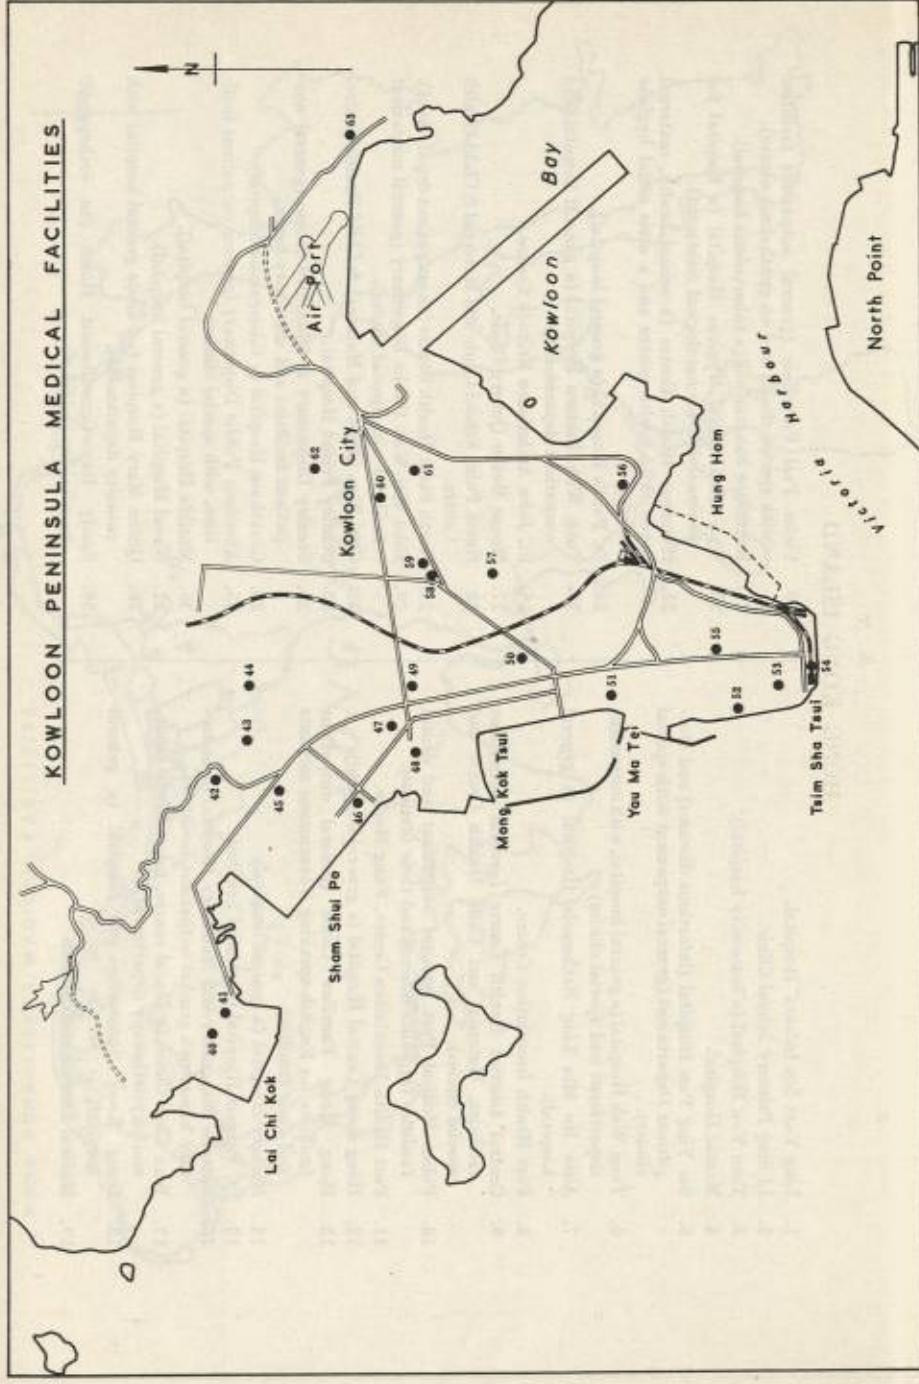 KOWLOON PENINSULA MEDICAL FACILITIES
N
40
41
42
43
44
45
Lai Chi Kok
62
Air Port
63
Sham Shui Po
46
Kowloon City
60
47
48
49
59
58
61
57
50
Mong Kok Tsui
Kowloon Bay
51
56
Yau Ma Tei
55
Hung Hom
52
53
Victoria Harbour
54
Tsim Sha Tsui
North Point